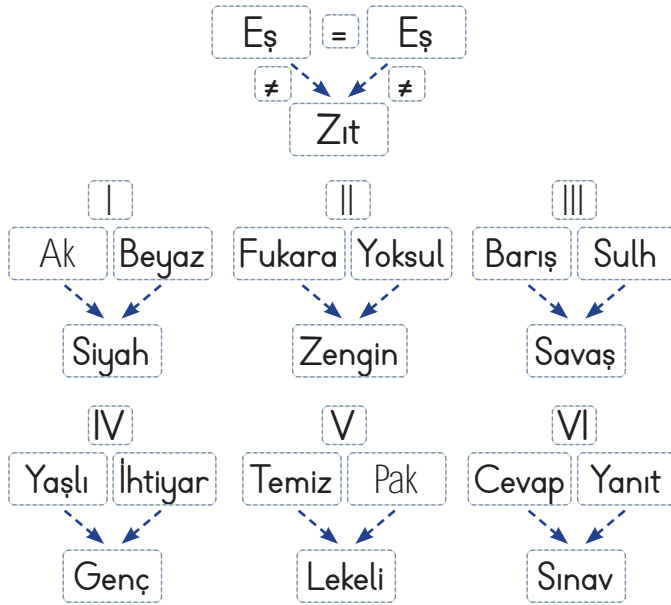 Eş = Eş
≠ ≠
Zıt
I II III
Ak Beyaz Fukara Yoksul Barış Sulh
Siyah Zengin Savaş
IV V VI
Yaşlı İhtiyar Temiz Pak Cevap Yanıt
Genç Lekeli Sınav